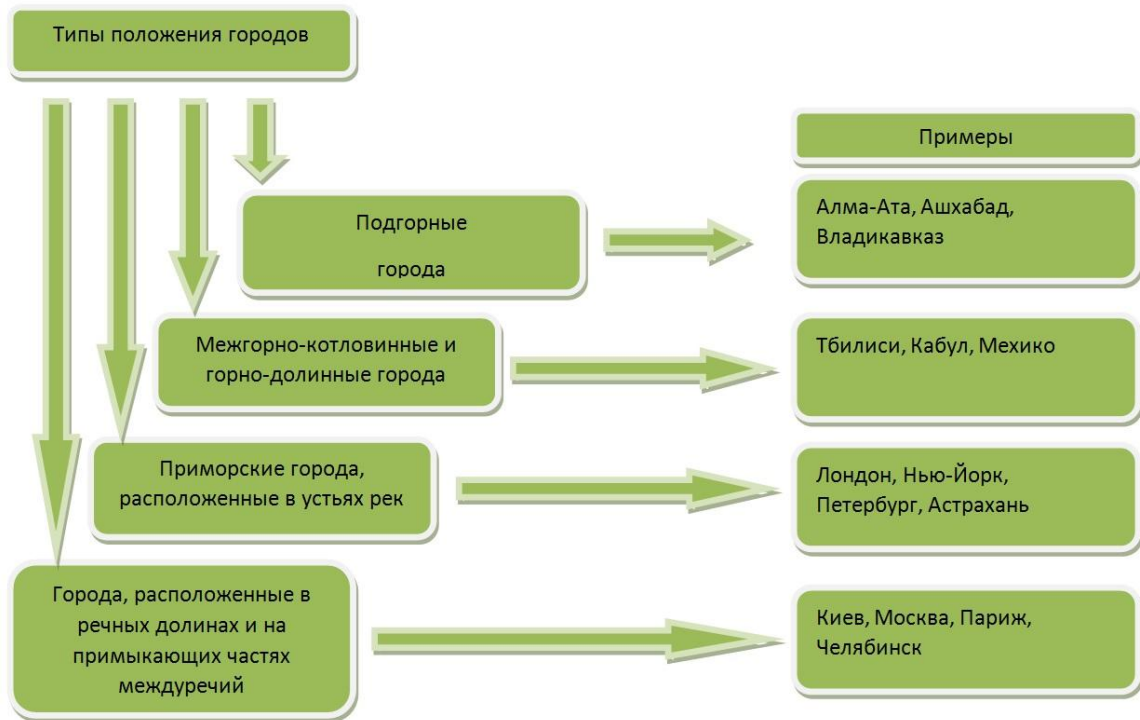 Типы положения городов
Примеры
Подгорные
города
Алма-Ата, Ашхабад,
Владикавказ
Межгорно-котловинные и
горно-долинные города
Тбилиси, Кабул, Мехико
Приморские города,
расположенные в устьях рек
Лондон, Нью-Йорк,
Петербург, Астрахань
Города, расположенные в
речных долинах и на
примыкающих частях
междуречий
Киев, Москва, Париж,
Челябинск